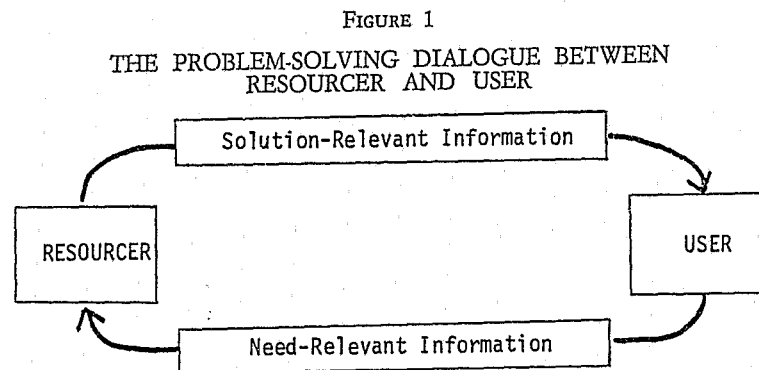 FIGURE 1
THE PROBLEM-SOLVING DIALOGUE BETWEEN
RESOURCER AND USER
Solution-Relevant Information
RESOURCER
USER
Need-Relevant Information